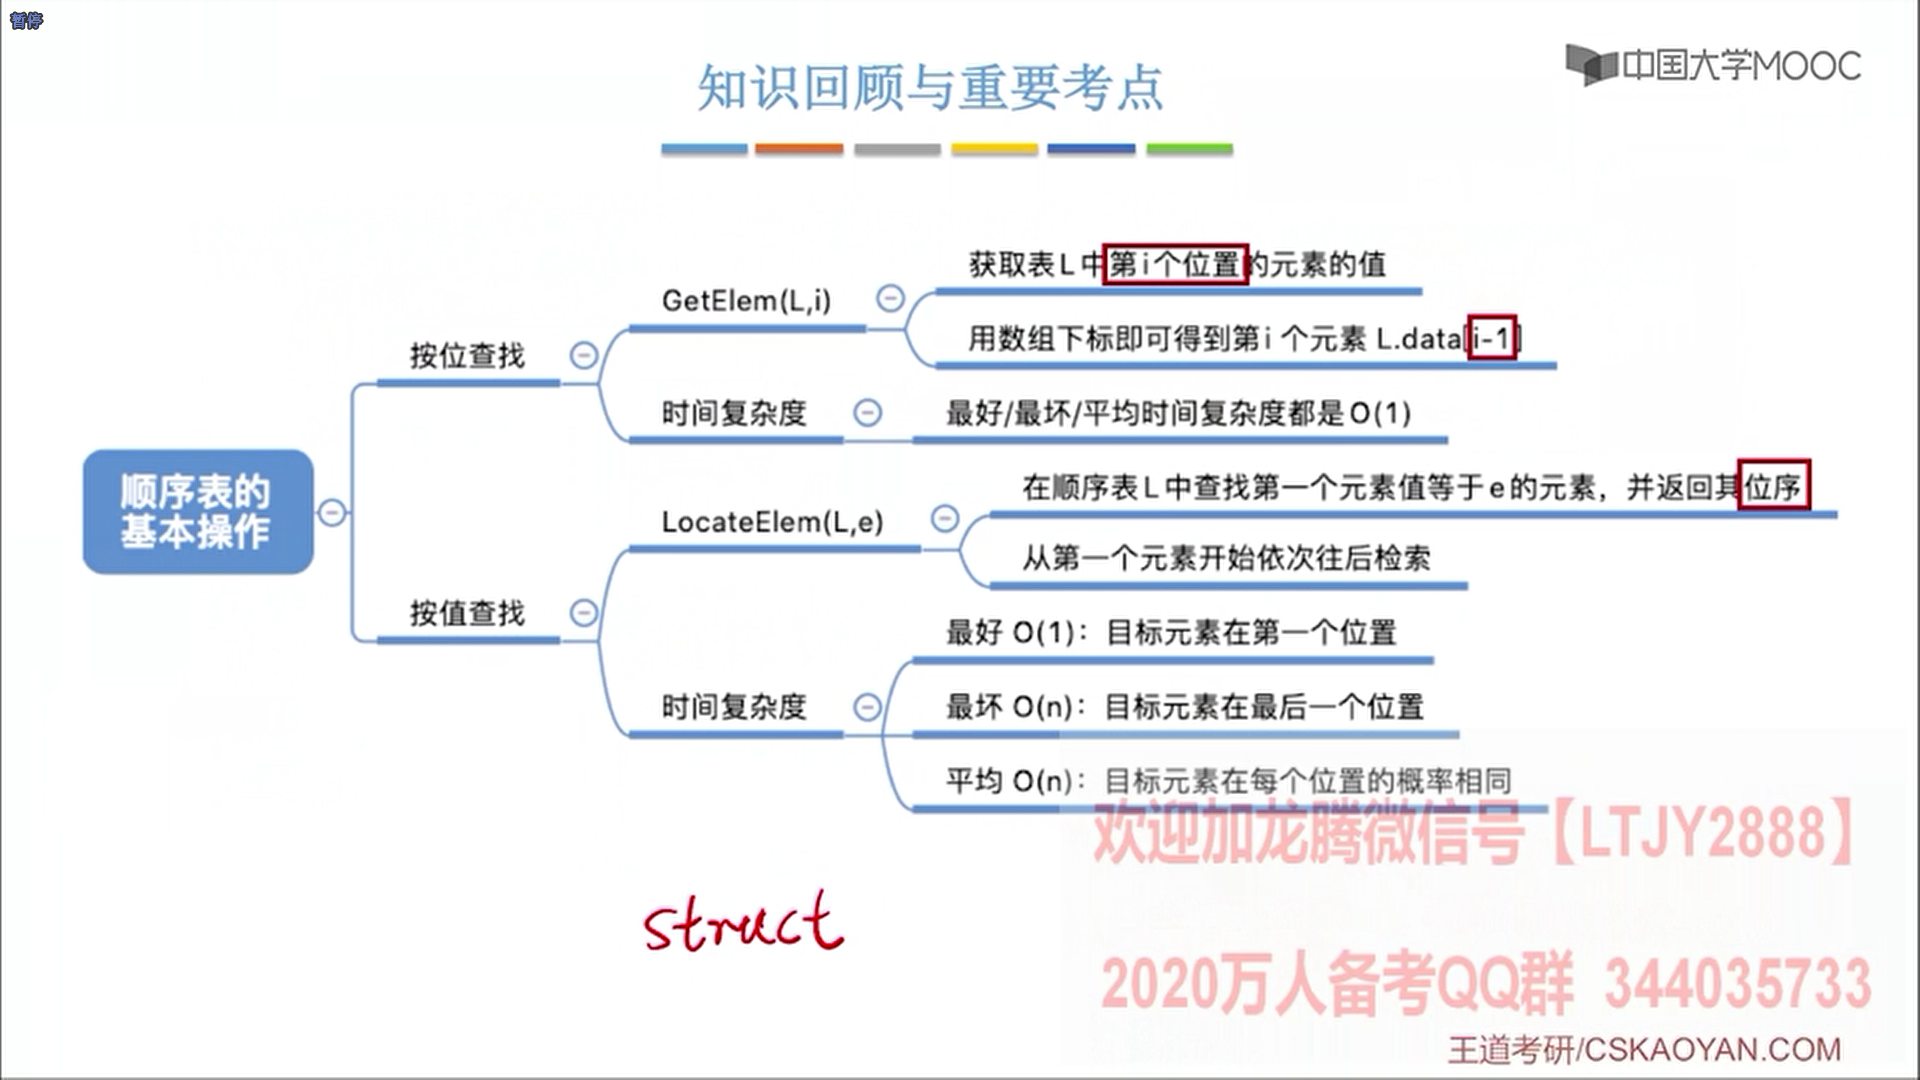 暂停
中国大学MOOC
知识回顾与重要考点
获取表L中第i个位置的元素的值
GetElem(L,i)
用数组下标即可得到第i个元素 L.data[i-1]
按位查找
时间复杂度
最好/最坏/平均时间复杂度都是O(1)
顺序表的
基本操作
在顺序表L中查找第一个元素值等于e的元素，并返回其位序
LocateElem(L,e)
从第一个元素开始依次往后检索
按值查找
最好 O(1)：目标元素在第一个位置
时间复杂度
最坏 O(n)：目标元素在最后一个位置
平均 O(n)：目标元素在每个位置的概率相同
欢迎加龙腾微信号【LTJY2888】
struct
2020万人备考QQ群 344035733
王道考研/CSKAOYAN.COM